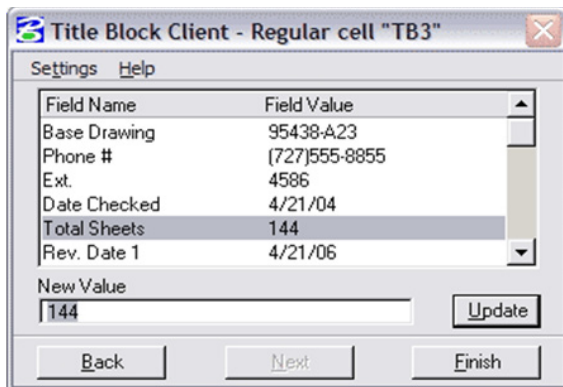 Title Block Client - Regular cell "TB3"
Settings Help
Field Name Field Value
Base Drawing 95438-A23
Phone # (727)555-8855
Ext. 4586
Date Checked 4/21/04
Total Sheets 144
Rev. Date 1 4/21/06
New Value
144 Update
Back Next Finish